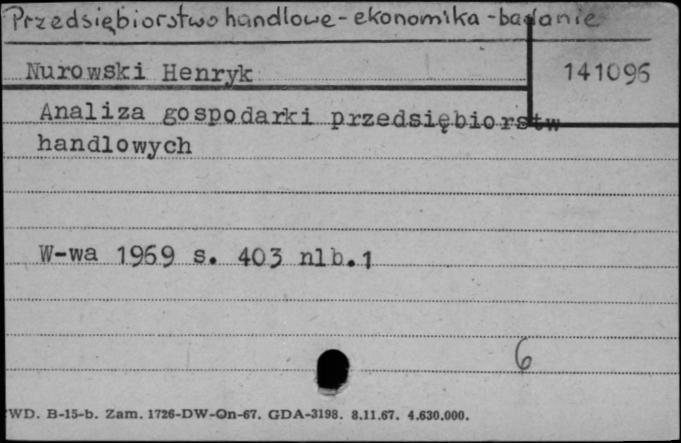 Przedsiębiorstwo handlowe - ekonomika - badanie
Nurowski Henryk
141096
Analiza gospodarki przedsiębiorstw
handlowych
W-wa 1969 s. 403 nlb.1
6
WD. B-15-b. Zam. 1726-DW-On-67. GDA-3198. 8.11.67. 4.630.000.